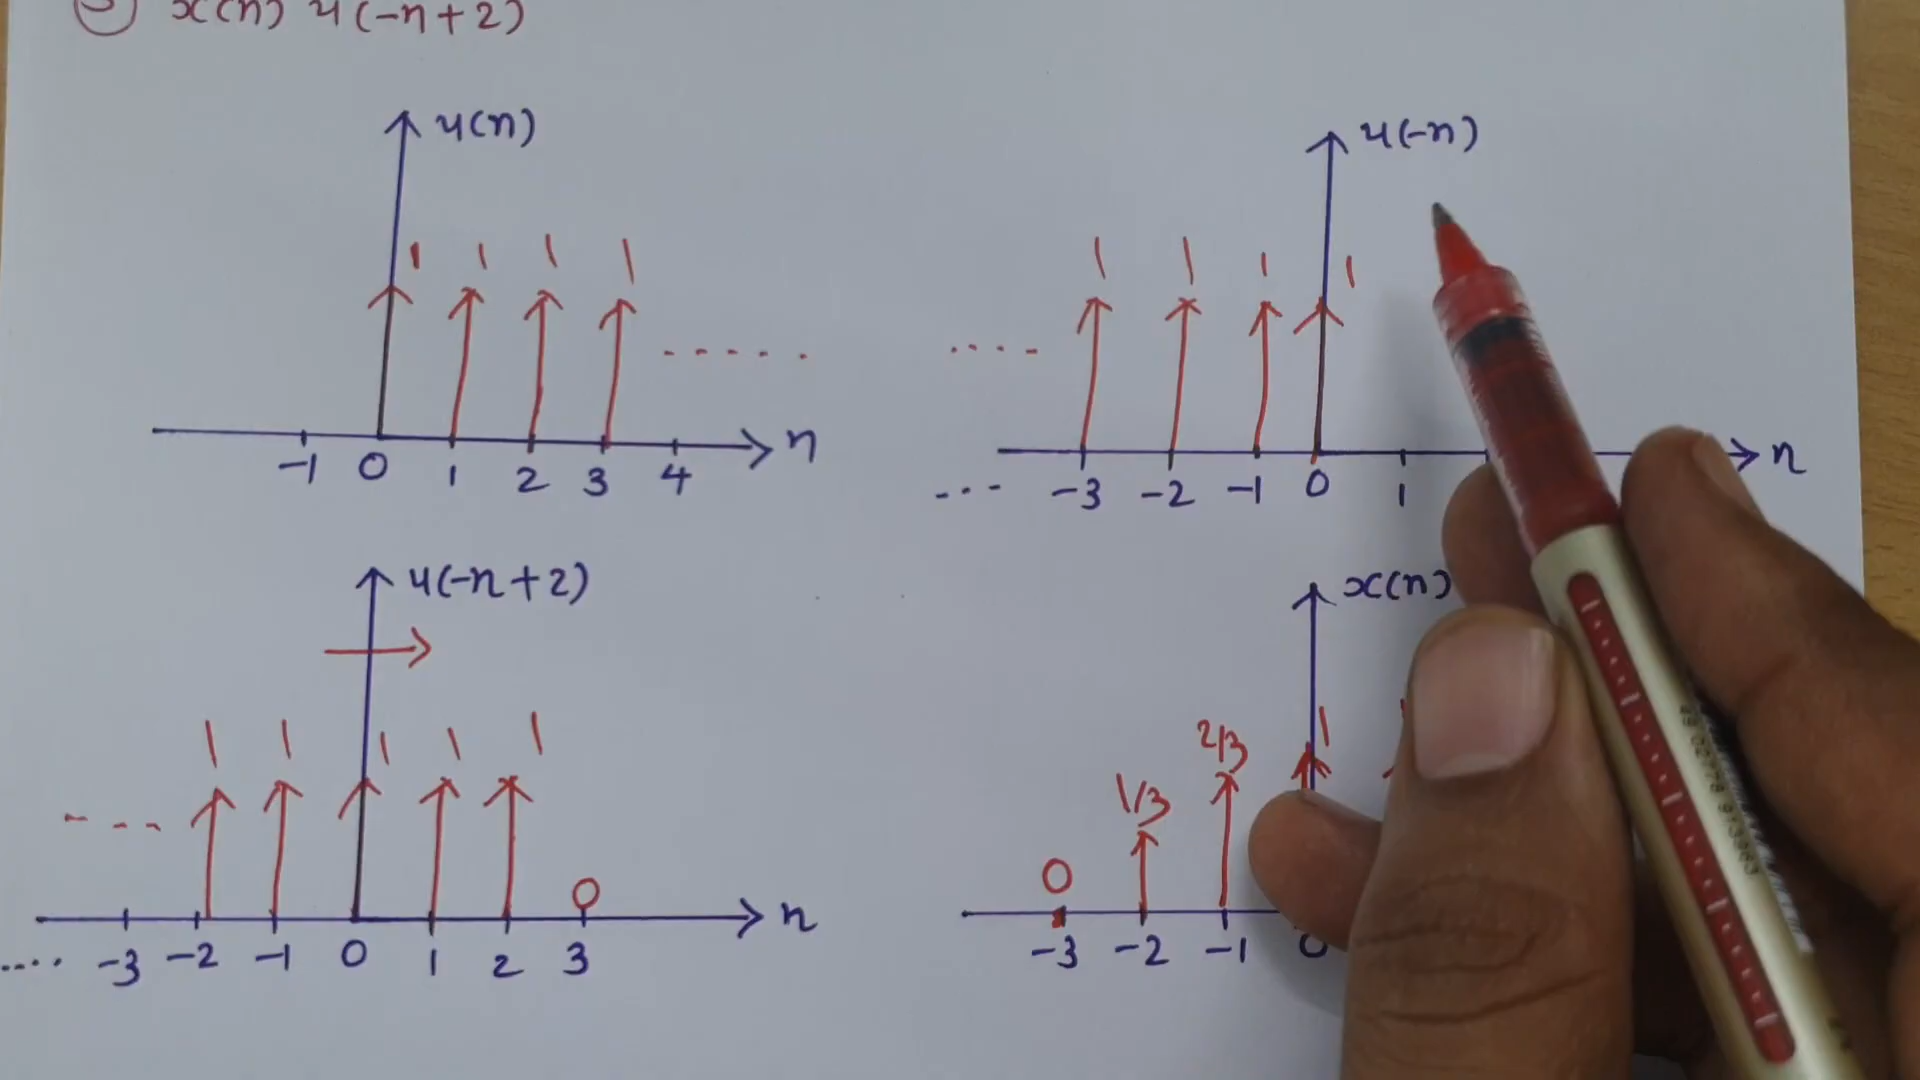 x(n) u(-n+2)
u(n)
1 1 1 1
-1 0 1 2 3 4 n
u(-n)
1 1 1 1
-3 -2 -1 0 1 n
u(-n+2)
1 1 1 1 1 0
-3 -2 -1 0 1 2 3 n
x(n)
0 1/3 2/3 1
-3 -2 -1 0